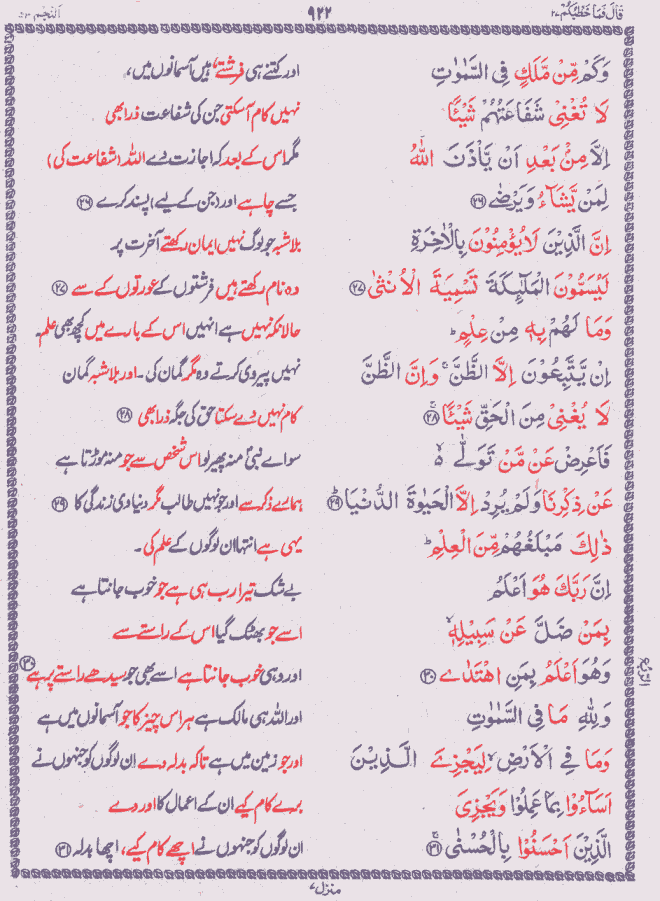 قَالَ فَمَا خَطْبُكُمْ ٢٧
٩٢٢
اَلنَّجْم ٥٣
وَكَمْ مِّنْ مَّلَكٍ فِى السَّمٰوٰتِ
اور کتنے ہی فرشتے ہیں آسمانوں میں،
لَا تُغْنِىْ شَفَاعَتُهُمْ شَيْئًا
نہیں کام آسکتی جن کی شفاعت ذرا بھی
اِلَّا مِنْۢ بَعْدِ اَنْ يَّاْذَنَ اللّٰهُ
مگر اس کے بعد کہ اجازت دے اللہ (شفاعت کی)
لِمَنْ يَّشَآءُ وَيَرْضٰى ﴿٢٦﴾
جسے چاہے اور (جن کے لیے) پسند کرے ﴿٢٦﴾
اِنَّ الَّذِيْنَ لَا يُؤْمِنُوْنَ بِالْاٰخِرَةِ
بلاشبہ جو لوگ نہیں ایمان رکھتے آخرت پر
لَيُسَمُّوْنَ الْمَلٰٓئِكَةَ تَسْمِيَةَ الْاُنْثٰى ﴿٢٧﴾
وہ نام رکھتے ہیں فرشتوں کے عورتوں کے سے ﴿٢٧﴾
وَمَا لَهُمْ بِهٖ مِنْ عِلْمٍ ؕ
حالانکہ نہیں ہے انہیں اس کے بارے میں کچھ بھی علم۔
اِنْ يَّتَّبِعُوْنَ اِلَّا الظَّنَّ ۚ وَاِنَّ الظَّنَّ
نہیں پیروی کرتے وہ مگر گمان کی۔ اور بلاشبہ گمان
لَا يُغْنِىْ مِنَ الْحَقِّ شَيْئًا ﴿٢٨﴾
کام نہیں دے سکتا حق کی جگہ ذرا بھی ﴿٢٨﴾
فَاَعْرِضْ عَنْ مَّنْ تَوَلّٰى ۙ
سو اے نبی منہ پھیر لو اس شخص سے جو منہ موڑتا ہے
عَنْ ذِكْرِنَا وَلَمْ يُرِدْ اِلَّا الْحَيٰوةَ الدُّنْيَا ﴿٢٩﴾
ہمارے ذکر سے اور جو نہیں طالب مگر دنیاوی زندگی کا ﴿٢٩﴾
ذٰلِكَ مَبْلَغُهُمْ مِّنَ الْعِلْمِ ؕ
یہی ہے انتہا ان لوگوں کے علم کی۔
اِنَّ رَبَّكَ هُوَ اَعْلَمُ
بے شک تیرا رب ہی ہے جو خوب جانتا ہے
بِمَنْ ضَلَّ عَنْ سَبِيْلِهٖ ۙ
اسے جو بھٹک گیا اس کے راستے سے
وَهُوَ اَعْلَمُ بِمَنِ اهْتَدٰى ﴿٣٠﴾
اور وہی خوب جانتا ہے اسے بھی جو سیدھے راستے پر ہے ﴿٣٠﴾
وَلِلّٰهِ مَا فِى السَّمٰوٰتِ
اور اللہ ہی مالک ہے ہر اس چیز کا جو آسمانوں میں ہے
وَمَا فِى الْاَرْضِ ۙ لِيَجْزِىَ الَّذِيْنَ
اور جو زمین میں ہے تاکہ بدلہ دے ان لوگوں کو جنہوں نے
اَسَآءُوْا بِمَا عَمِلُوْا وَيَجْزِىَ
برے کام کیے ان کے اعمال کا اور دے
الَّذِيْنَ اَحْسَنُوْا بِالْحُسْنٰى ﴿٣١﴾
ان لوگوں کو جنہوں نے اچھے کام کیے، اچھا بدلہ ﴿٣١﴾
منزل ٧